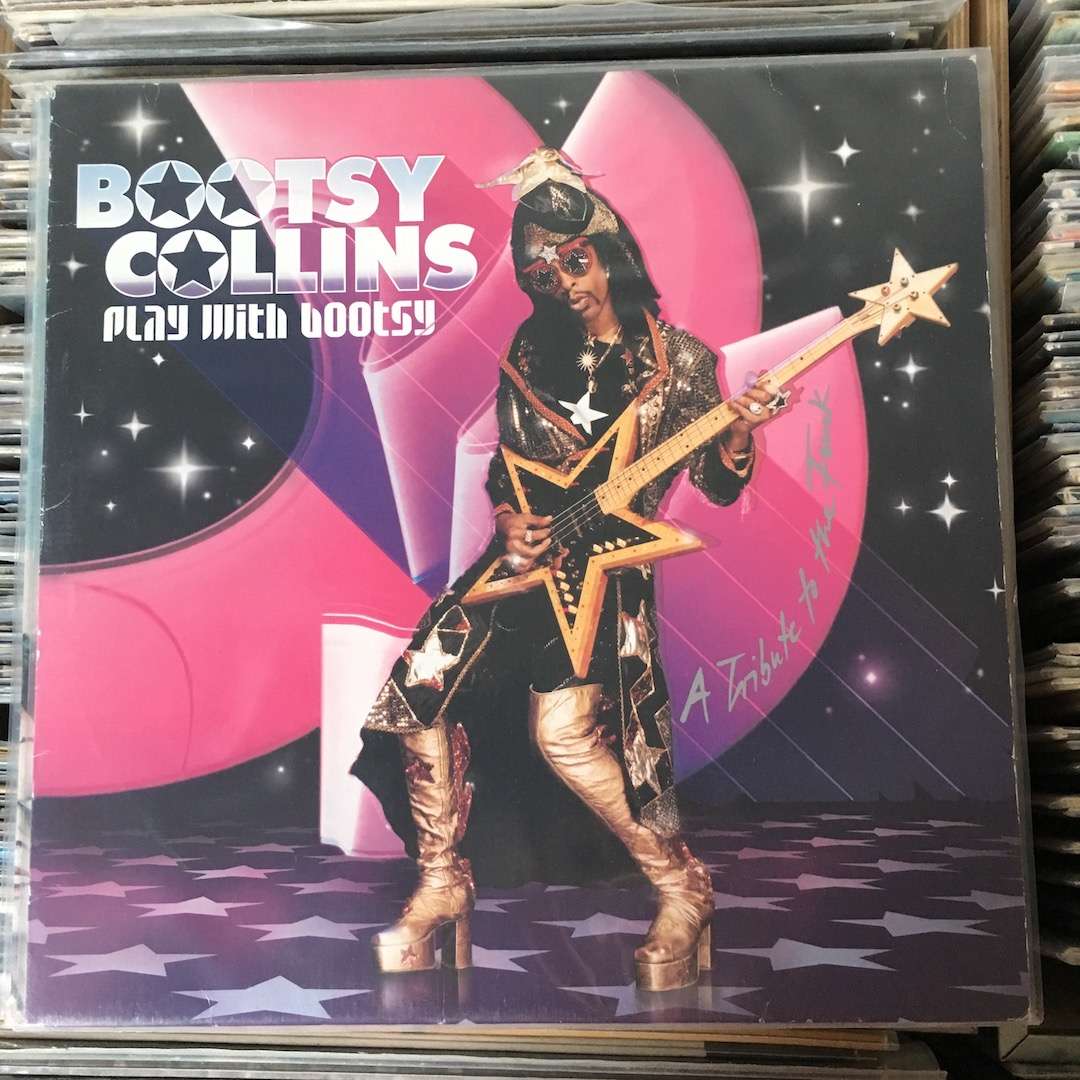 BOOTSY
COLLINS
PLAY WITH BOOTSY
A Tribute to the Funk